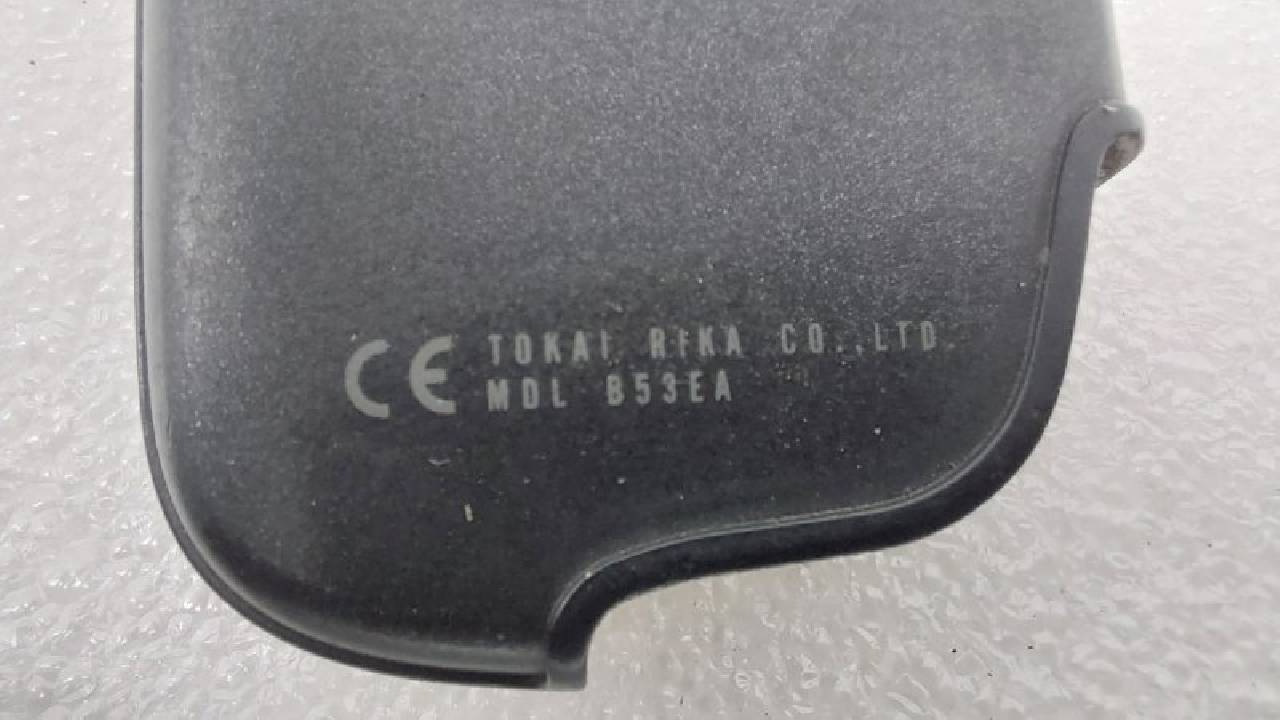 CE TOKAI RIKA CO.,LTD.
MDL B53EA